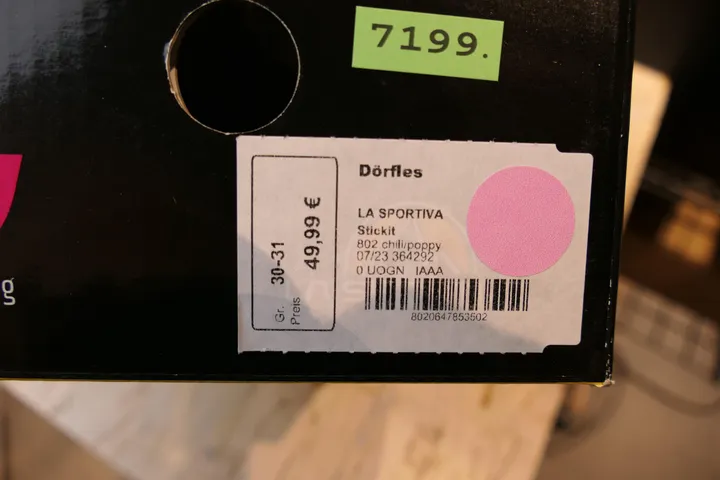 7199.
Dörfles
LA SPORTIVA
Stickit
802 chili/poppy
07/23 364292
0 UOGN IAAA
8020647853502
Gr. 30-31
Preis 49,99 €
g